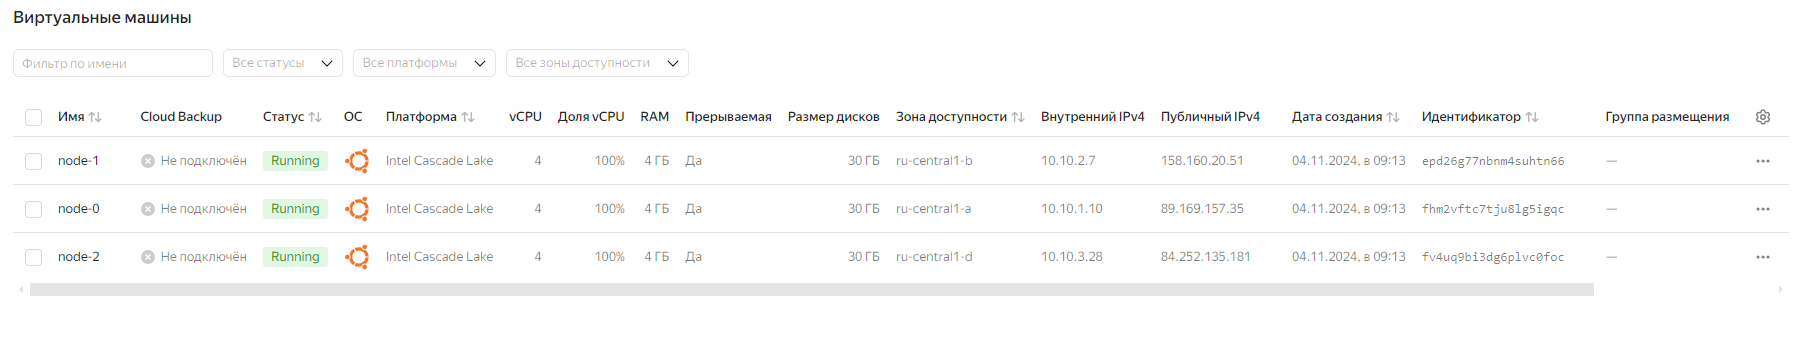 Виртуальные машины
Фильтр по имени Все статусы Все платформы Все зоны доступности
Имя Cloud Backup Статус ОС Платформа vCPU Доля vCPU RAM Прерываемая Размер дисков Зона доступности Внутренний IPv4 Публичный IPv4 Дата создания Идентификатор Группа размещения
node-1 Не подключён Running Intel Cascade Lake 4 100% 4 ГБ Да 30 ГБ ru-central1-b 10.10.2.7 158.160.20.51 04.11.2024, в 09:13 epd26g77nbnm4suhtn66 —
node-0 Не подключён Running Intel Cascade Lake 4 100% 4 ГБ Да 30 ГБ ru-central1-a 10.10.1.10 89.169.157.35 04.11.2024, в 09:13 fhm2vftc7tju8lg5igqc —
node-2 Не подключён Running Intel Cascade Lake 4 100% 4 ГБ Да 30 ГБ ru-central1-d 10.10.3.28 84.252.135.181 04.11.2024, в 09:13 fv4uq9bi3dg6plvc0foc —